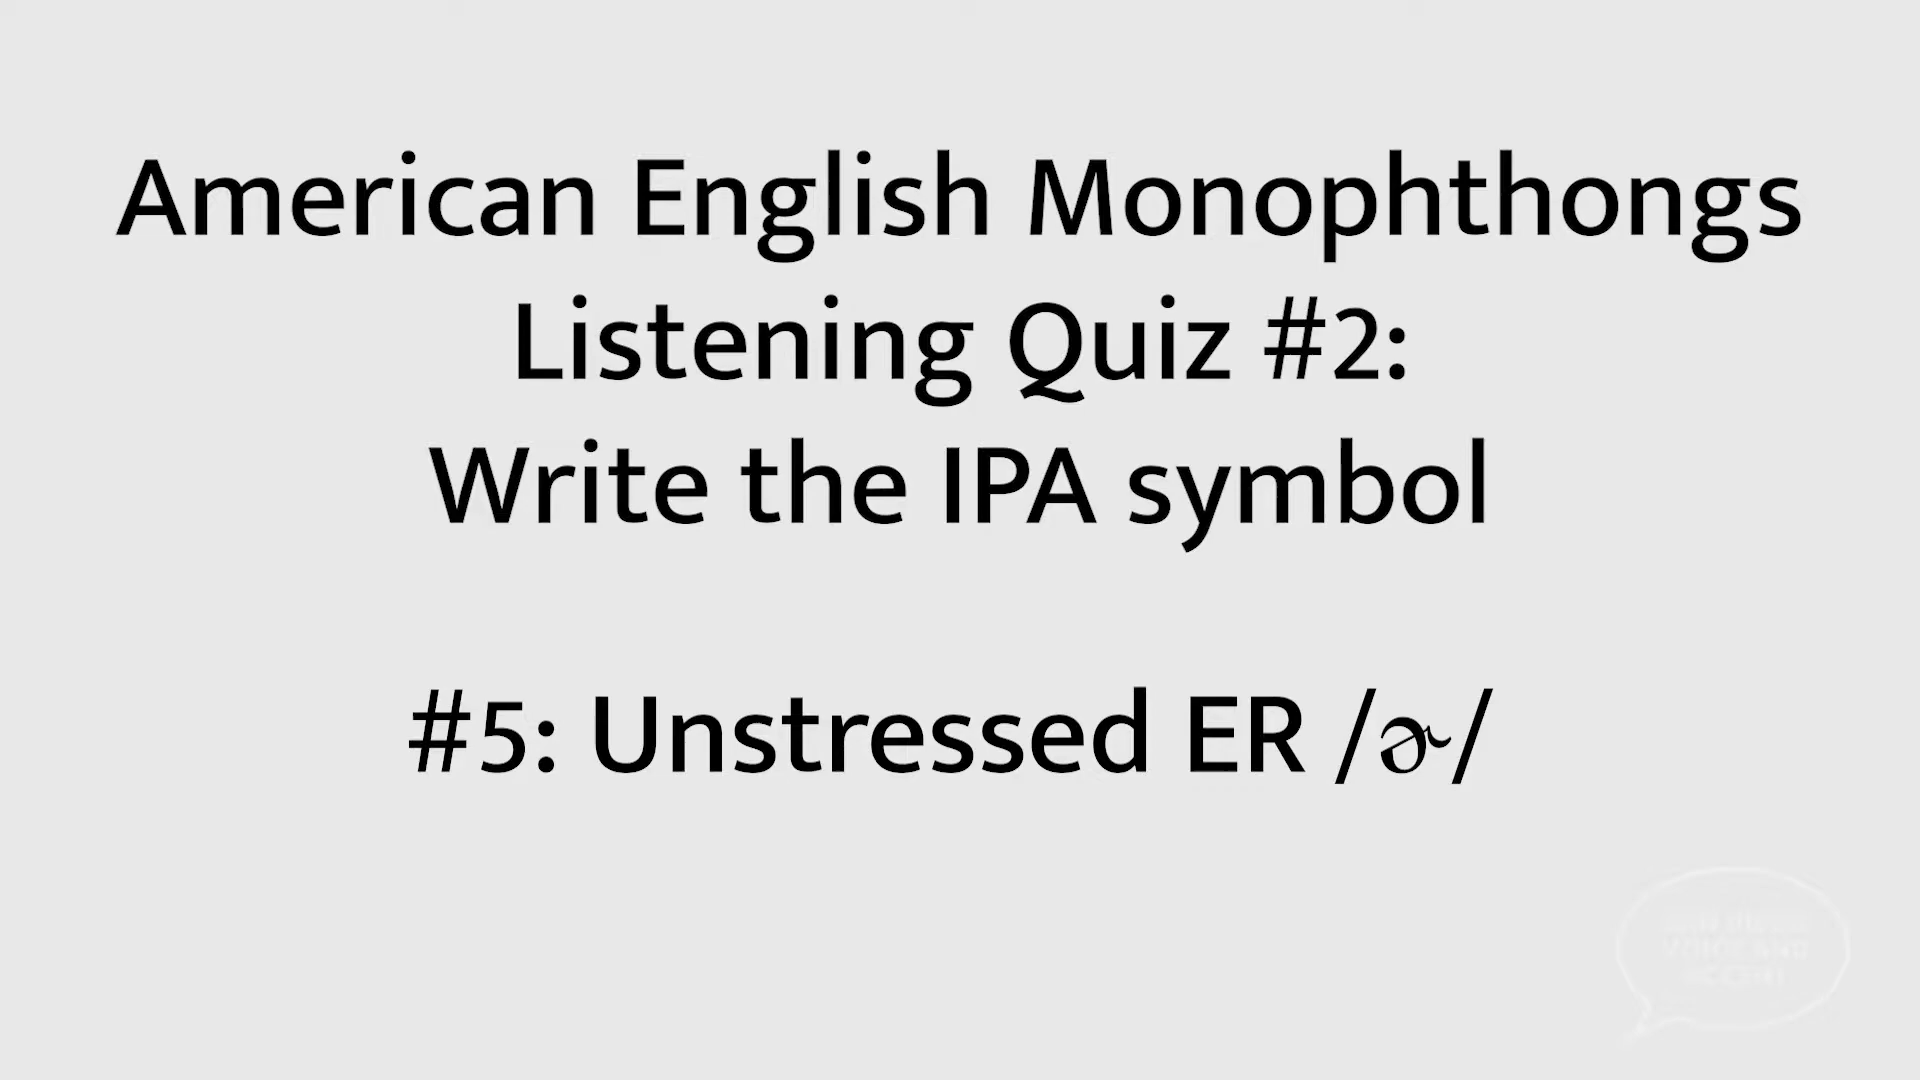 American English Monophthongs
Listening Quiz #2:
Write the IPA symbol
#5: Unstressed ER /ɚ/